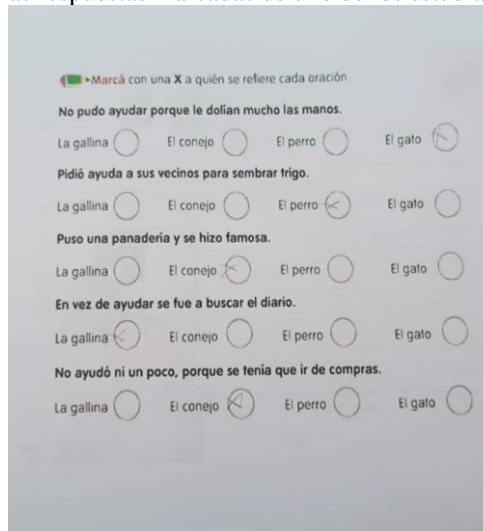 Marcá con una X a quién se refiere cada oración
No pudo ayudar porque le dolían mucho las manos.
La gallina El conejo El perro El gato X
Pidió ayuda a sus vecinos para sembrar trigo.
La gallina El conejo El perro X El gato
Puso una panadería y se hizo famosa.
La gallina El conejo X El perro El gato
En vez de ayudar se fue a buscar el diario.
La gallina X El conejo El perro El gato
No ayudó ni un poco, porque se tenía que ir de compras.
La gallina El conejo X El perro El gato